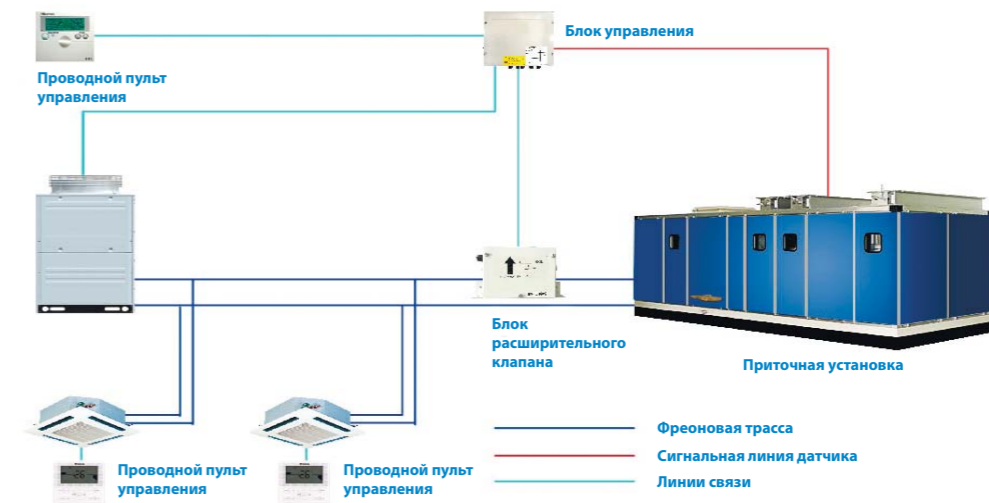 Блок управления
Проводной пульт
управления
Блок
расширительного
клапана
Приточная установка
Фреоновая трасса
Сигнальная линия датчика
Линии связи
Проводной пульт
управления
Проводной пульт
управления